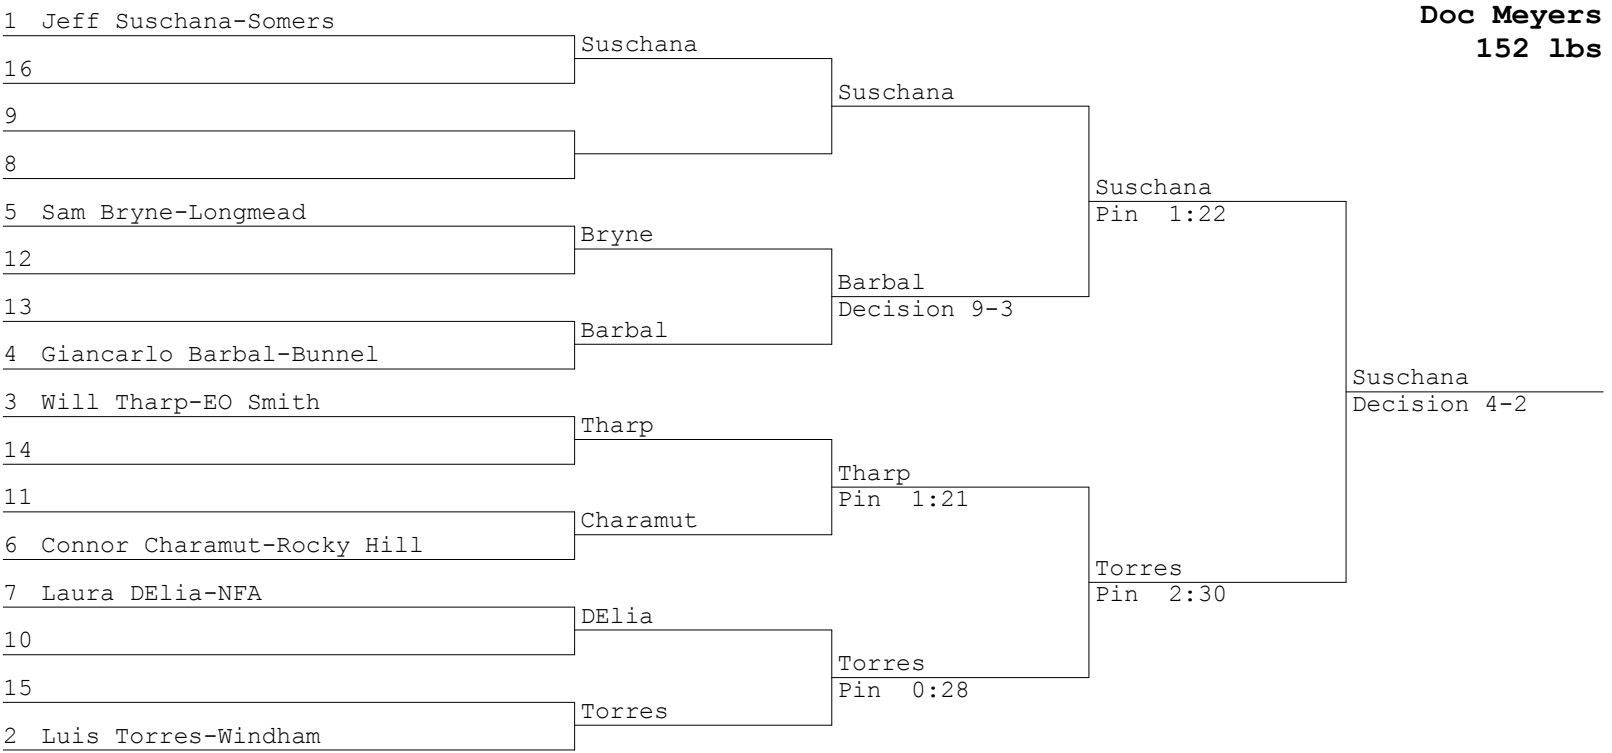 Doc Meyers
152 lbs
1 Jeff Suschana-Somers
16
9
8
5 Sam Bryne-Longmead
12
13
4 Giancarlo Barbal-Bunnel
3 Will Tharp-EO Smith
14
11
6 Connor Charamut-Rocky Hill
7 Laura DElia-NFA
10
15
2 Luis Torres-Windham
Suschana
Bryne
Barbal
Tharp
Charamut
DElia
Torres
Suschana
Barbal
Decision 9-3
Tharp
Pin 1:21
Torres
Pin 0:28
Suschana
Pin 1:22
Torres
Pin 2:30
Suschana
Decision 4-2